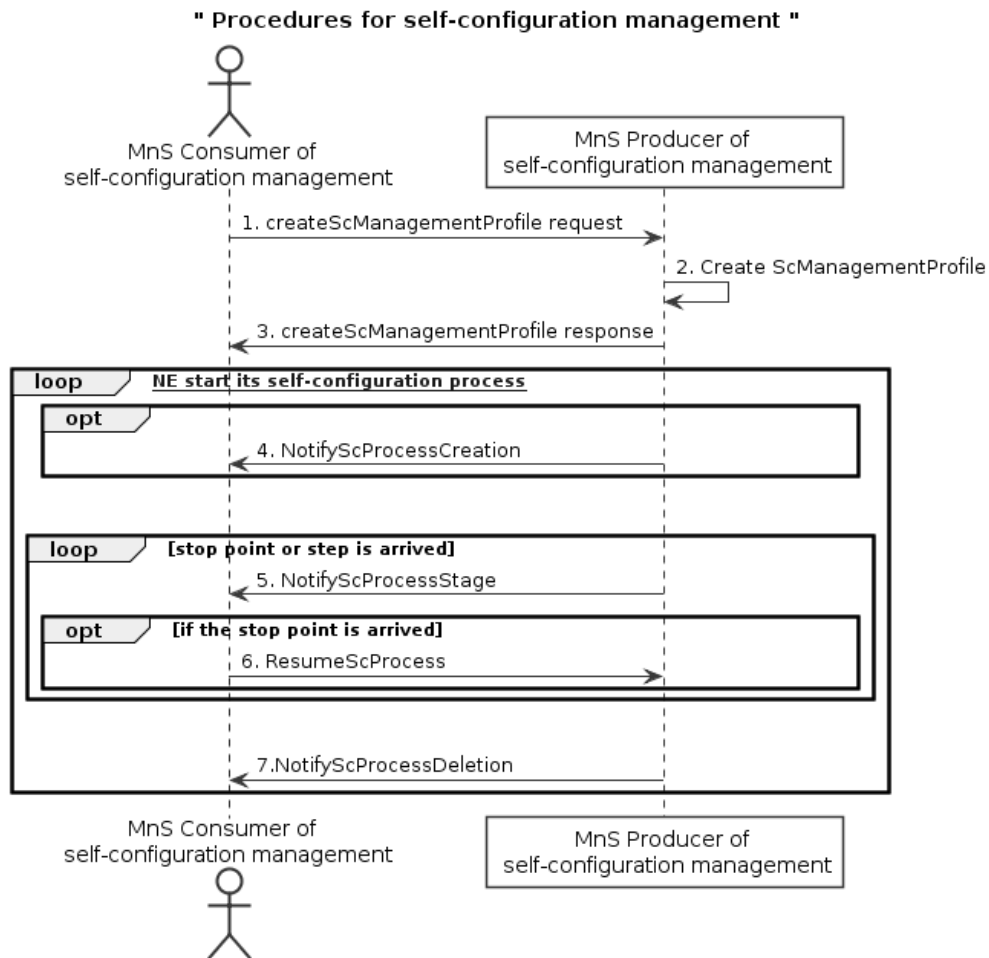 " Procedures for self-configuration management "
MnS Consumer of
self-configuration management
MnS Producer of
self-configuration management
1. createScManagementProfile request
2. Create ScManagementProfile
3. createScManagementProfile response
loop NE start its self-configuration process
opt
4. NotifyScProcessCreation
loop [stop point or step is arrived]
5. NotifyScProcessStage
opt [if the stop point is arrived]
6. ResumeScProcess
7.NotifyScProcessDeletion
MnS Consumer of
self-configuration management
MnS Producer of
self-configuration management